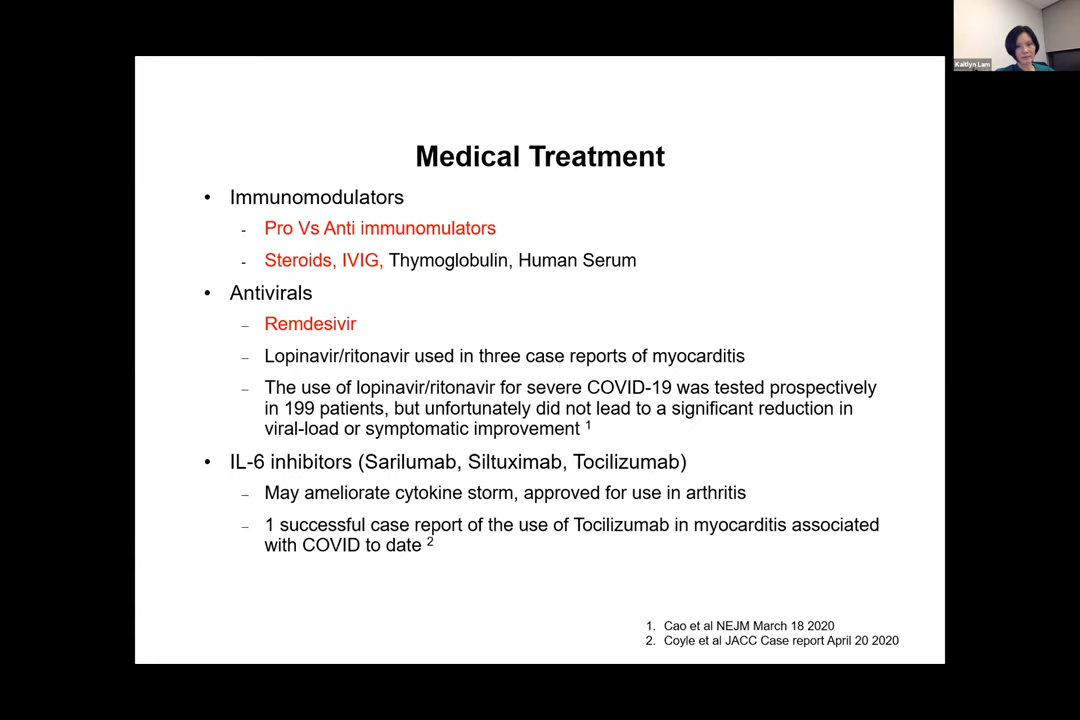 Kaitlyn Lam
Medical Treatment
• Immunomodulators
- Pro Vs Anti immunomulators
- Steroids, IVIG, Thymoglobulin, Human Serum
• Antivirals
– Remdesivir
– Lopinavir/ritonavir used in three case reports of myocarditis
– The use of lopinavir/ritonavir for severe COVID-19 was tested prospectively
in 199 patients, but unfortunately did not lead to a significant reduction in
viral-load or symptomatic improvement 1
• IL-6 inhibitors (Sarilumab, Siltuximab, Tocilizumab)
– May ameliorate cytokine storm, approved for use in arthritis
– 1 successful case report of the use of Tocilizumab in myocarditis associated
with COVID to date 2
1. Cao et al NEJM March 18 2020
2. Coyle et al JACC Case report April 20 2020